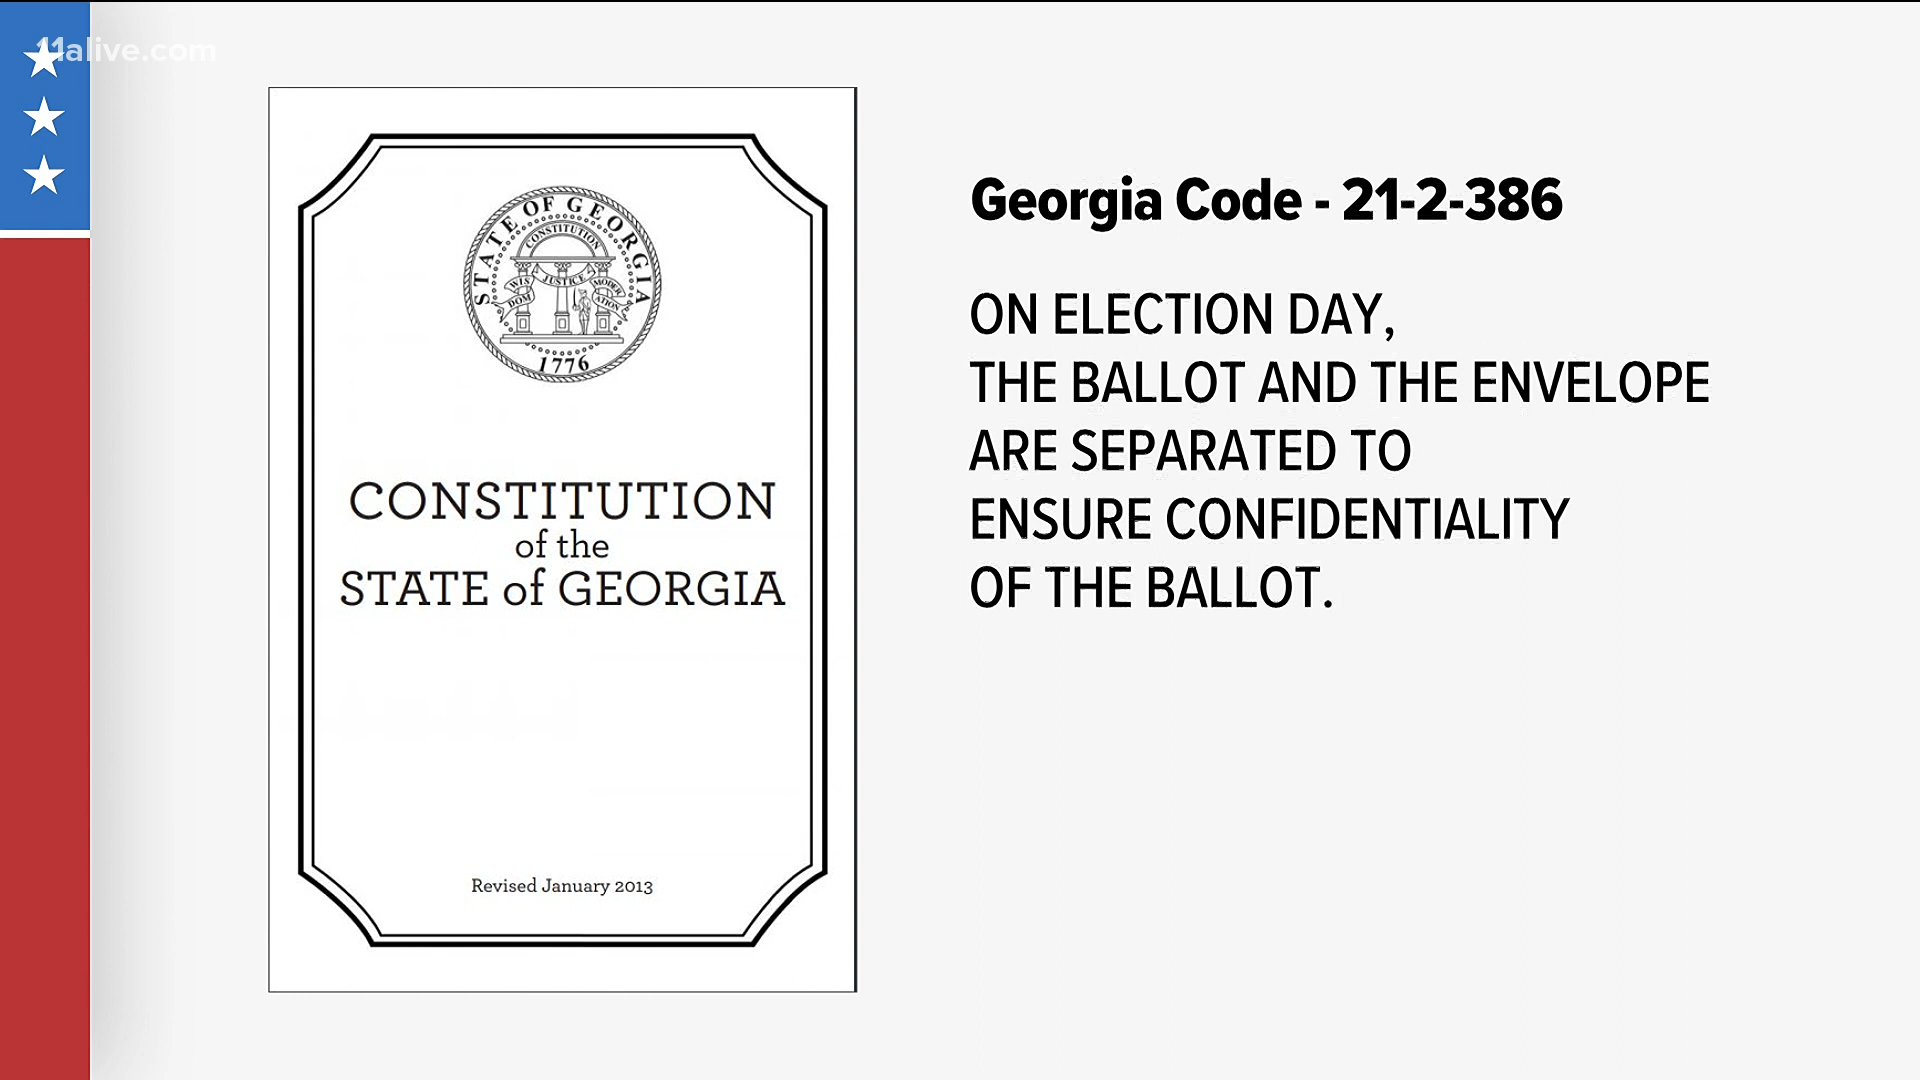 11alive.com
STATE OF GEORGIA
CONSTITUTION
WISDOM
JUSTICE
MODERATION
1776
CONSTITUTION
of the
STATE of GEORGIA
Revised January 2013
Georgia Code - 21-2-386
ON ELECTION DAY,
THE BALLOT AND THE ENVELOPE
ARE SEPARATED TO
ENSURE CONFIDENTIALITY
OF THE BALLOT.